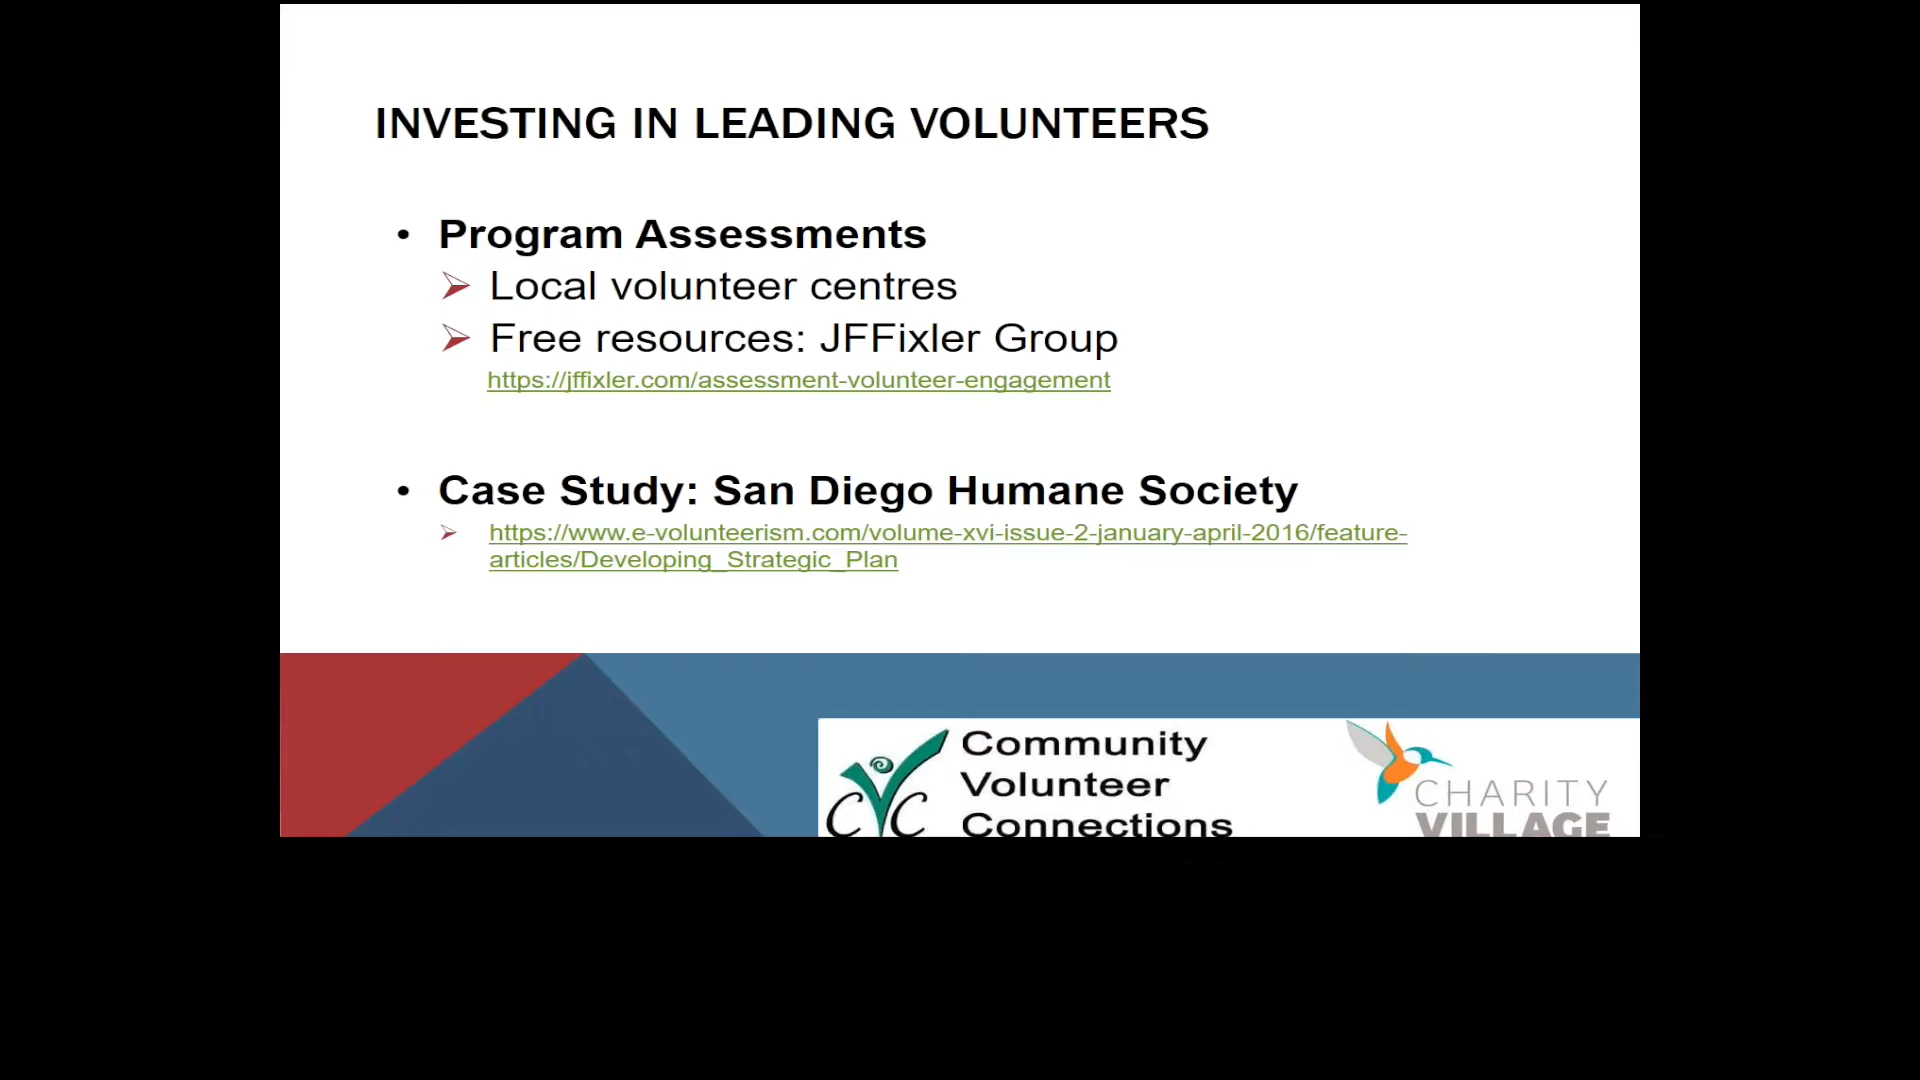 INVESTING IN LEADING VOLUNTEERS
• Program Assessments
➢ Local volunteer centres
➢ Free resources: JFFixler Group
https://jffixler.com/assessment-volunteer-engagement
• Case Study: San Diego Humane Society
➢ https://www.e-volunteerism.com/volume-xvi-issue-2-january-april-2016/feature-
articles/Developing_Strategic_Plan
CVC
Community
Volunteer
Connections
CHARITY
VILLAGE